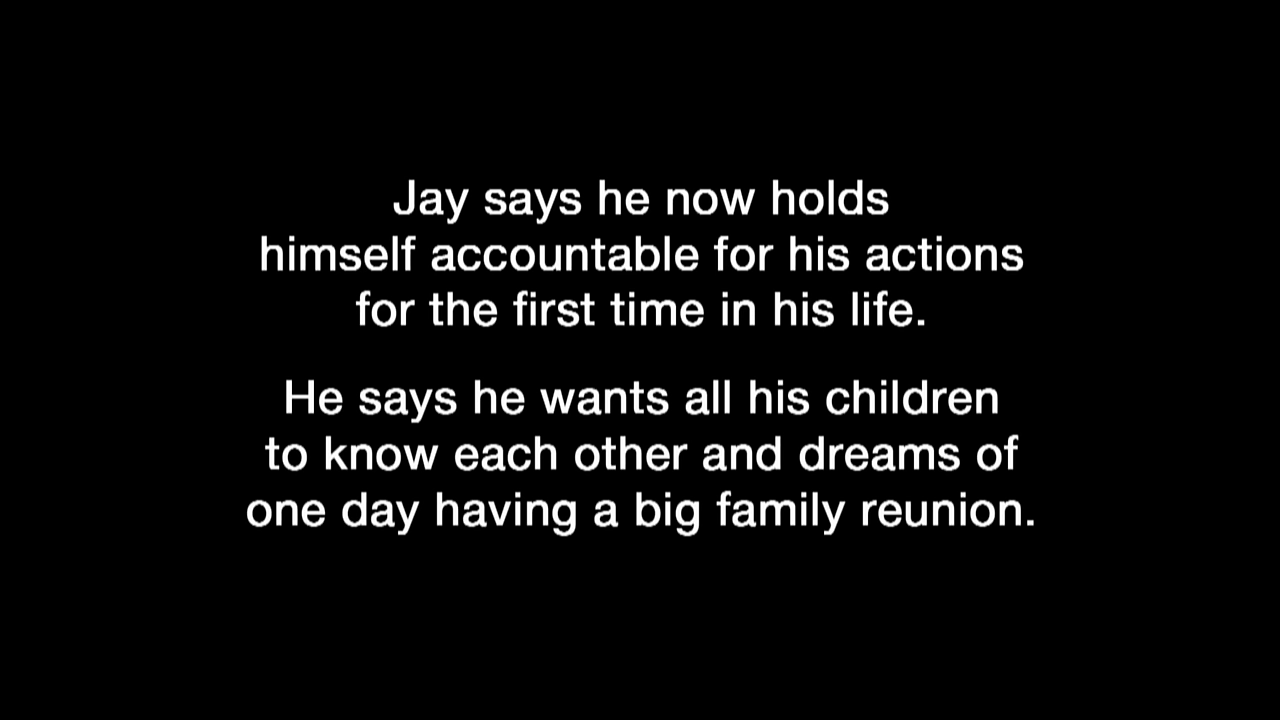 Jay says he now holds
himself accountable for his actions
for the first time in his life.
He says he wants all his children
to know each other and dreams of
one day having a big family reunion.